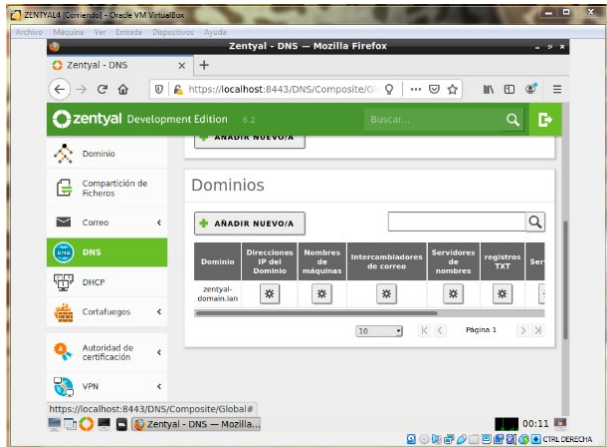 ZENTYAL4 [Corriendo] - Oracle VM VirtualBox
Archivo Máquina Ver Entrada Dispositivos Ayuda
Zentyal - DNS — Mozilla Firefox
Zentyal - DNS
https://localhost:8443/DNS/Composite/G
zentyal Development Edition 6.2
Buscar...
Dominio
Compartición de
Ficheros
Correo
DNS
DHCP
Cortafuegos
Autoridad de
certificación
VPN
AÑADIR NUEVO/A
Dominios
AÑADIR NUEVO/A
Dominio
Direcciones
IP del
Dominio
Nombres
de
máquinas
Intercambiadores
de correo
Servidores
de
nombres
registros
TXT
Ser
zentyal-
domain.lan
10
Página 1
https://localhost:8443/DNS/Composite/Global#
Zentyal - DNS — Mozilla...
00:11
CTRL DERECHA